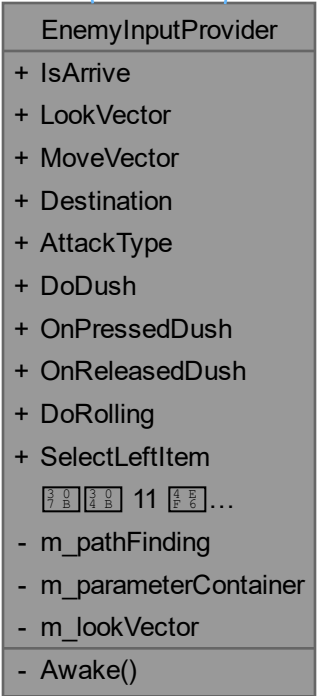 EnemyInputProvider
+ IsArrive
+ LookVector
+ MoveVector
+ Destination
+ AttackType
+ DoDush
+ OnPressedDush
+ OnReleasedDush
+ DoRolling
+ SelectLeftItem
11 ...
- m_pathFinding
- m_parameterContainer
- m_lookVector
- Awake()